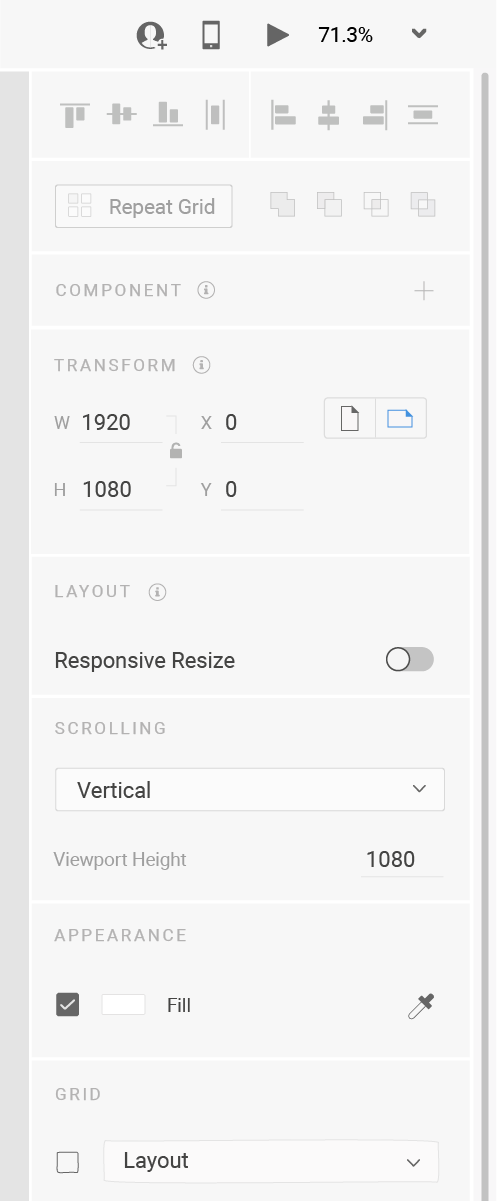 71.3%
Repeat Grid
COMPONENT
TRANSFORM
W 1920 X 0
H 1080 Y 0
LAYOUT
Responsive Resize
SCROLLING
Vertical
Viewport Height 1080
APPEARANCE
Fill
GRID
Layout